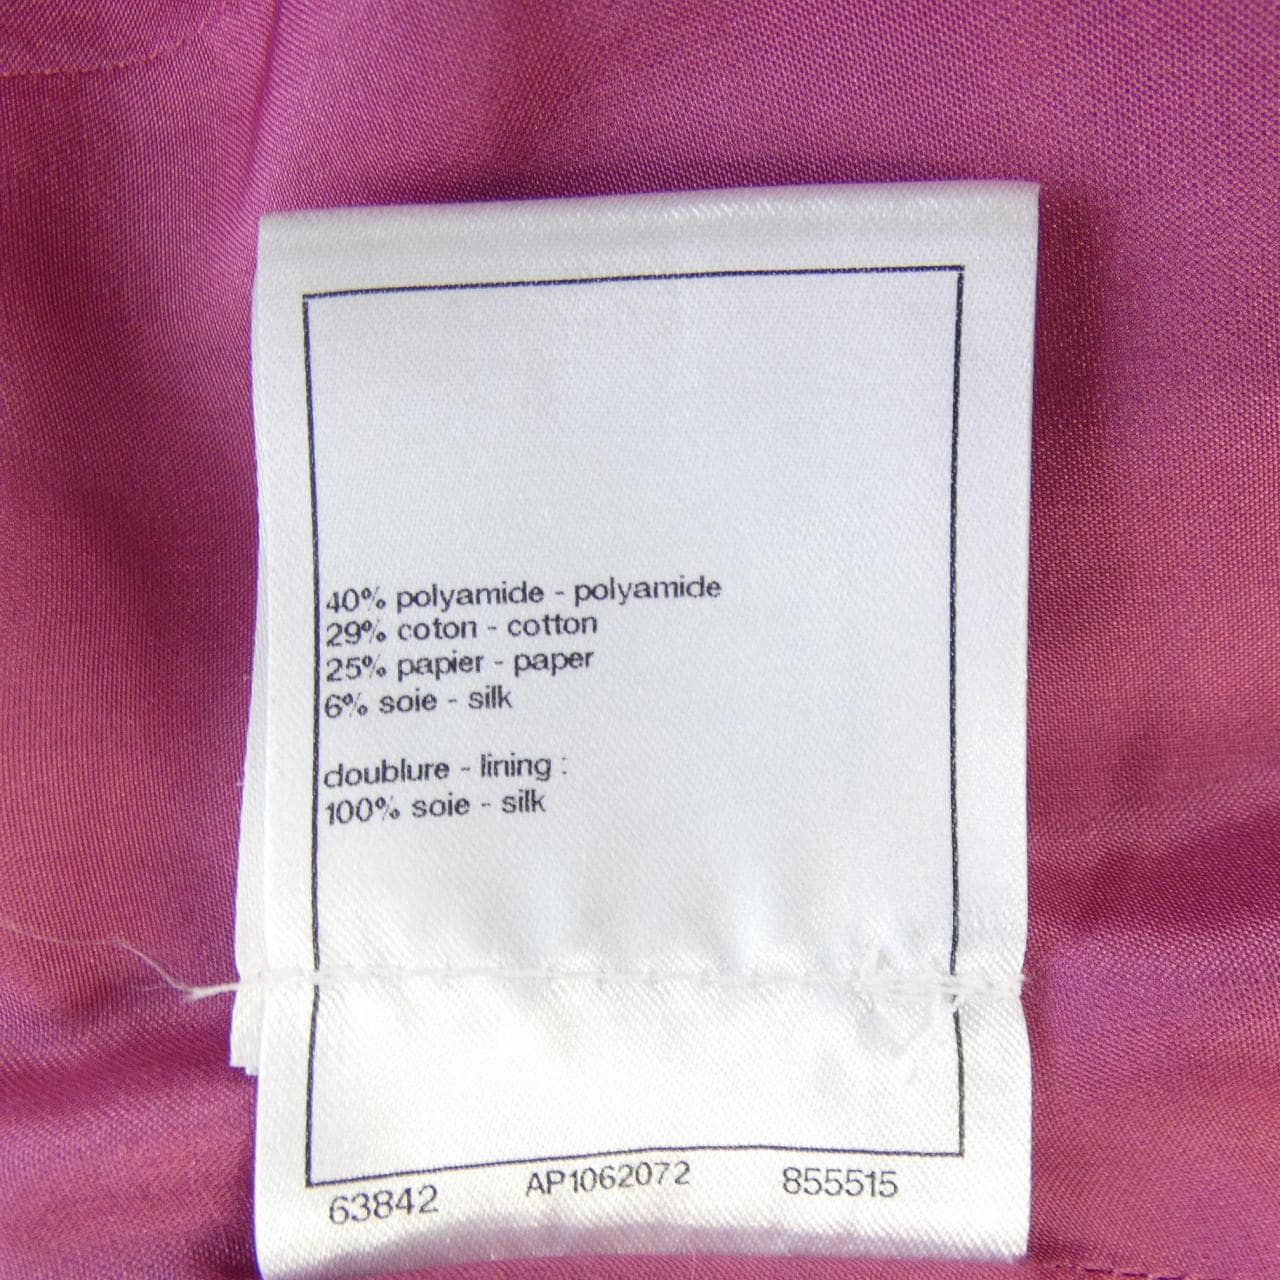 40% polyamide - polyamide
29% coton - cotton
25% papier - paper
6% soie - silk
doublure - lining :
100% soie - silk
63842 AP1062072 855515